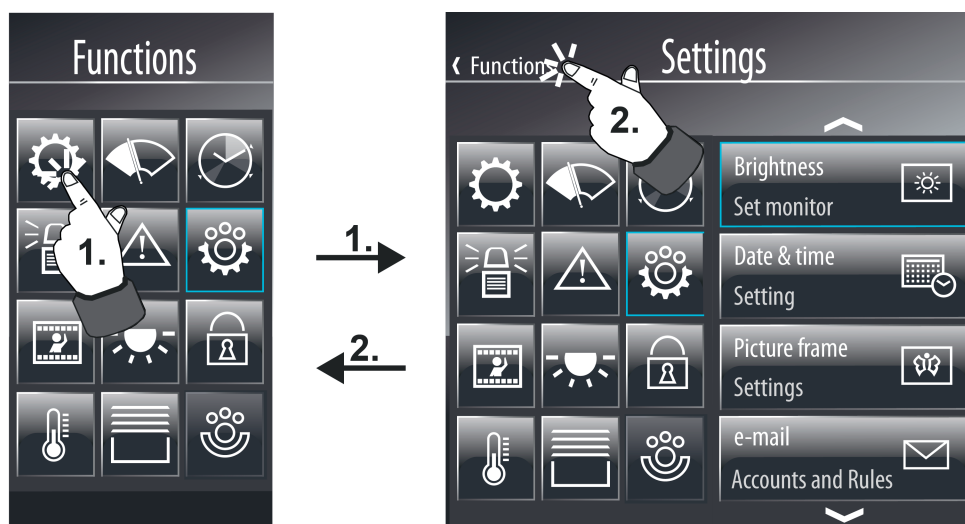 Functions
1.
1.
2.
‹ Functions
Settings
2.
Brightness
Set monitor
Date & time
Setting
Picture frame
Settings
e-mail
Accounts and Rules